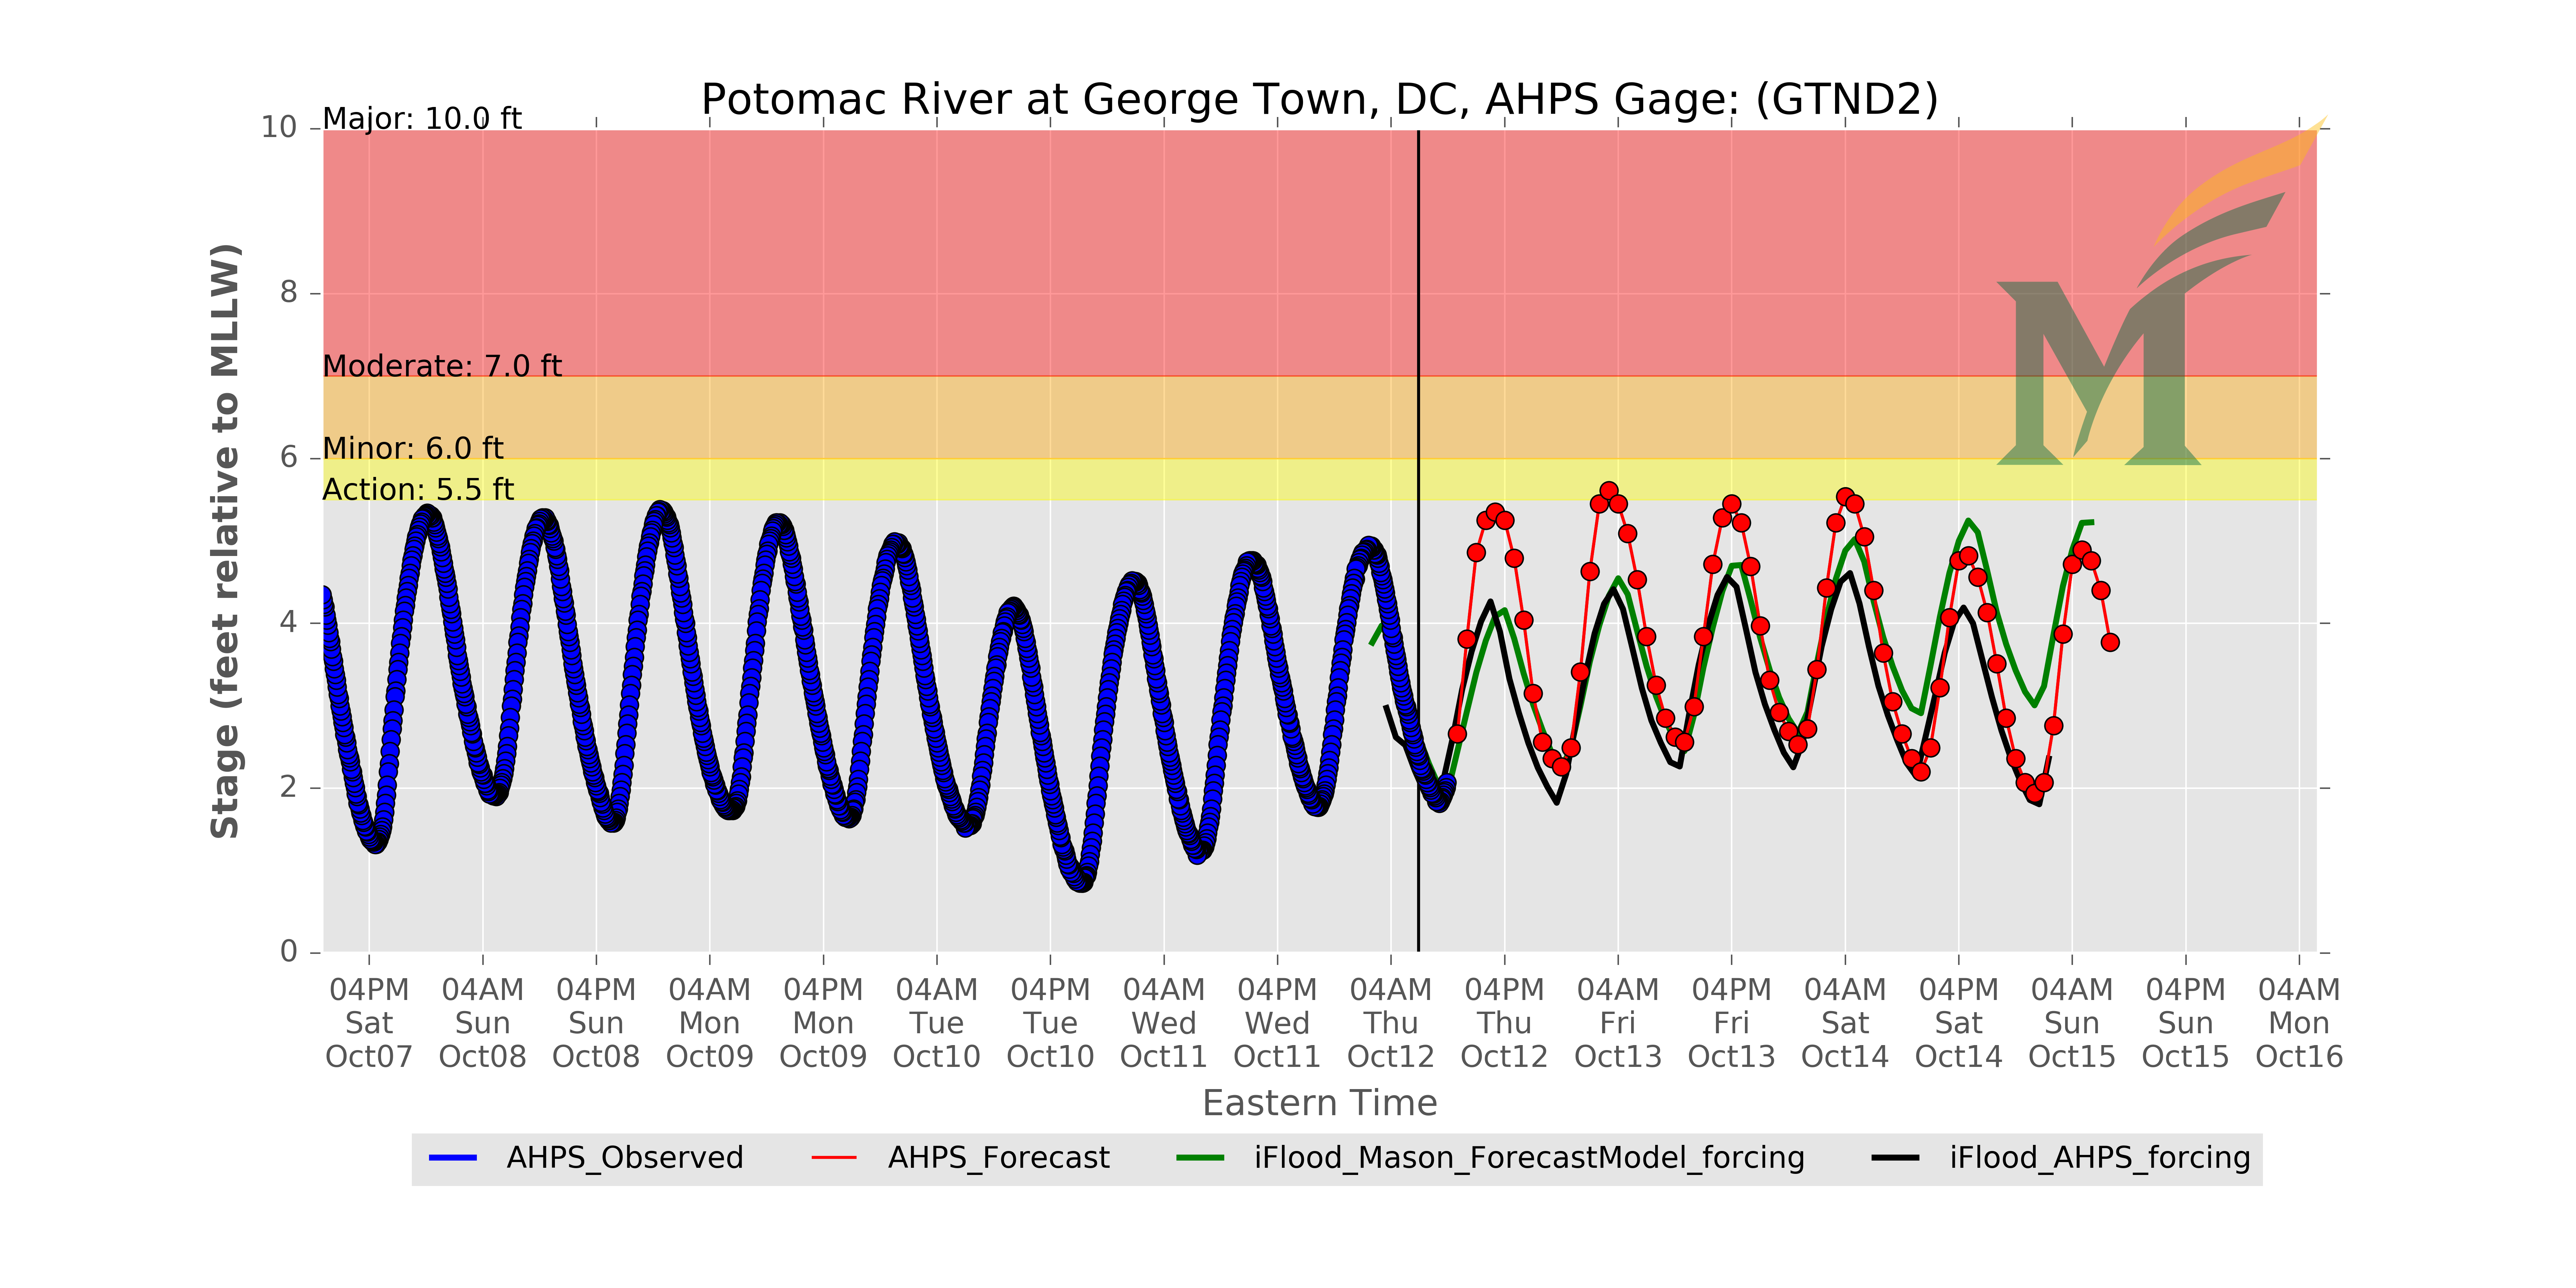 Potomac River at George Town, DC, AHPS Gage: (GTND2)
Major: 10.0 ft
Moderate: 7.0 ft
Minor: 6.0 ft
Action: 5.5 ft
10
8
6
4
2
0
Stage (feet relative to MLLW)
04PM 04AM 04PM 04AM 04PM 04AM 04PM 04AM 04PM 04AM 04PM 04AM 04PM 04AM 04PM 04AM 04PM 04AM
Sat Sun Sun Mon Mon Tue Tue Wed Wed Thu Thu Fri Fri Sat Sat Sun Sun Mon
Oct07 Oct08 Oct08 Oct09 Oct09 Oct10 Oct10 Oct11 Oct11 Oct12 Oct12 Oct13 Oct13 Oct14 Oct14 Oct15 Oct15 Oct16
Eastern Time
AHPS_Observed AHPS_Forecast iFlood_Mason_ForecastModel_forcing iFlood_AHPS_forcing